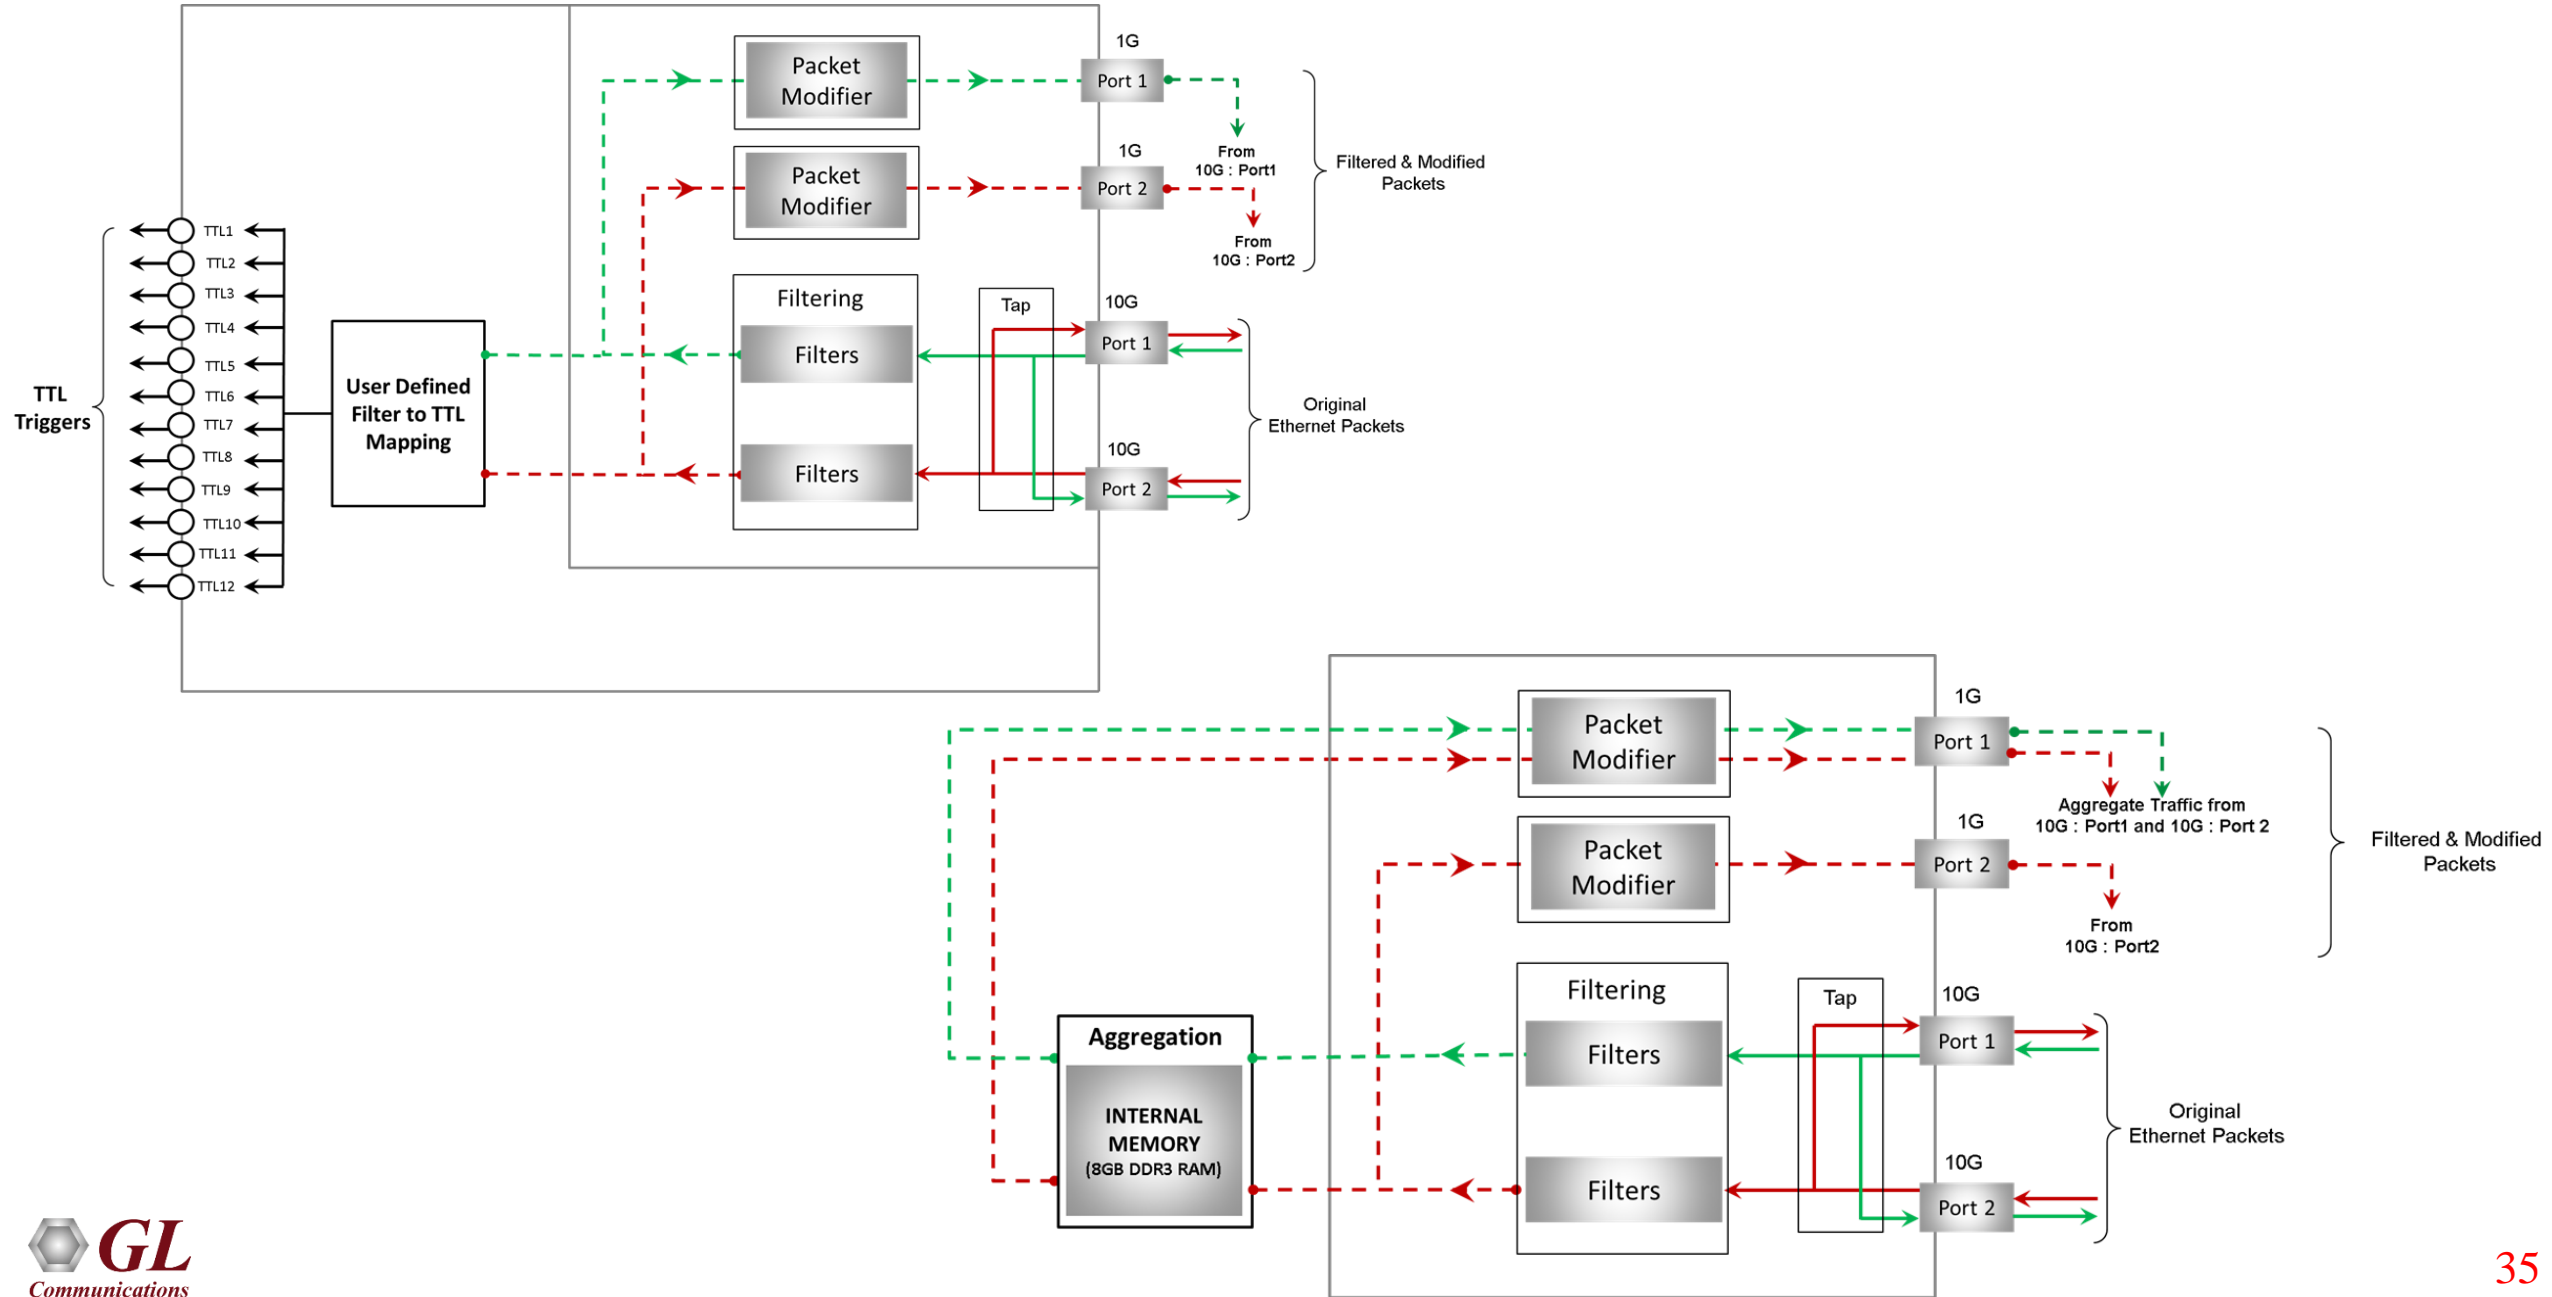 1G
Packet
Modifier
Port 1
From
10G : Port1
1G
Packet
Modifier
Port 2
From
10G : Port2
Filtered & Modified
Packets
TTL
Triggers
TTL1
TTL2
TTL3
TTL4
TTL5
TTL6
TTL7
TTL8
TTL9
TTL10
TTL11
TTL12
User Defined
Filter to TTL
Mapping
Filtering
Filters
Filters
Tap
10G
Port 1
10G
Port 2
Original
Ethernet Packets
1G
Packet
Modifier
Port 1
Aggregate Traffic from
10G : Port1 and 10G : Port 2
1G
Packet
Modifier
Port 2
From
10G : Port2
Filtered & Modified
Packets
Aggregation
INTERNAL
MEMORY
(8GB DDR3 RAM)
Filtering
Filters
Filters
Tap
10G
Port 1
10G
Port 2
Original
Ethernet Packets
GL
Communications
35